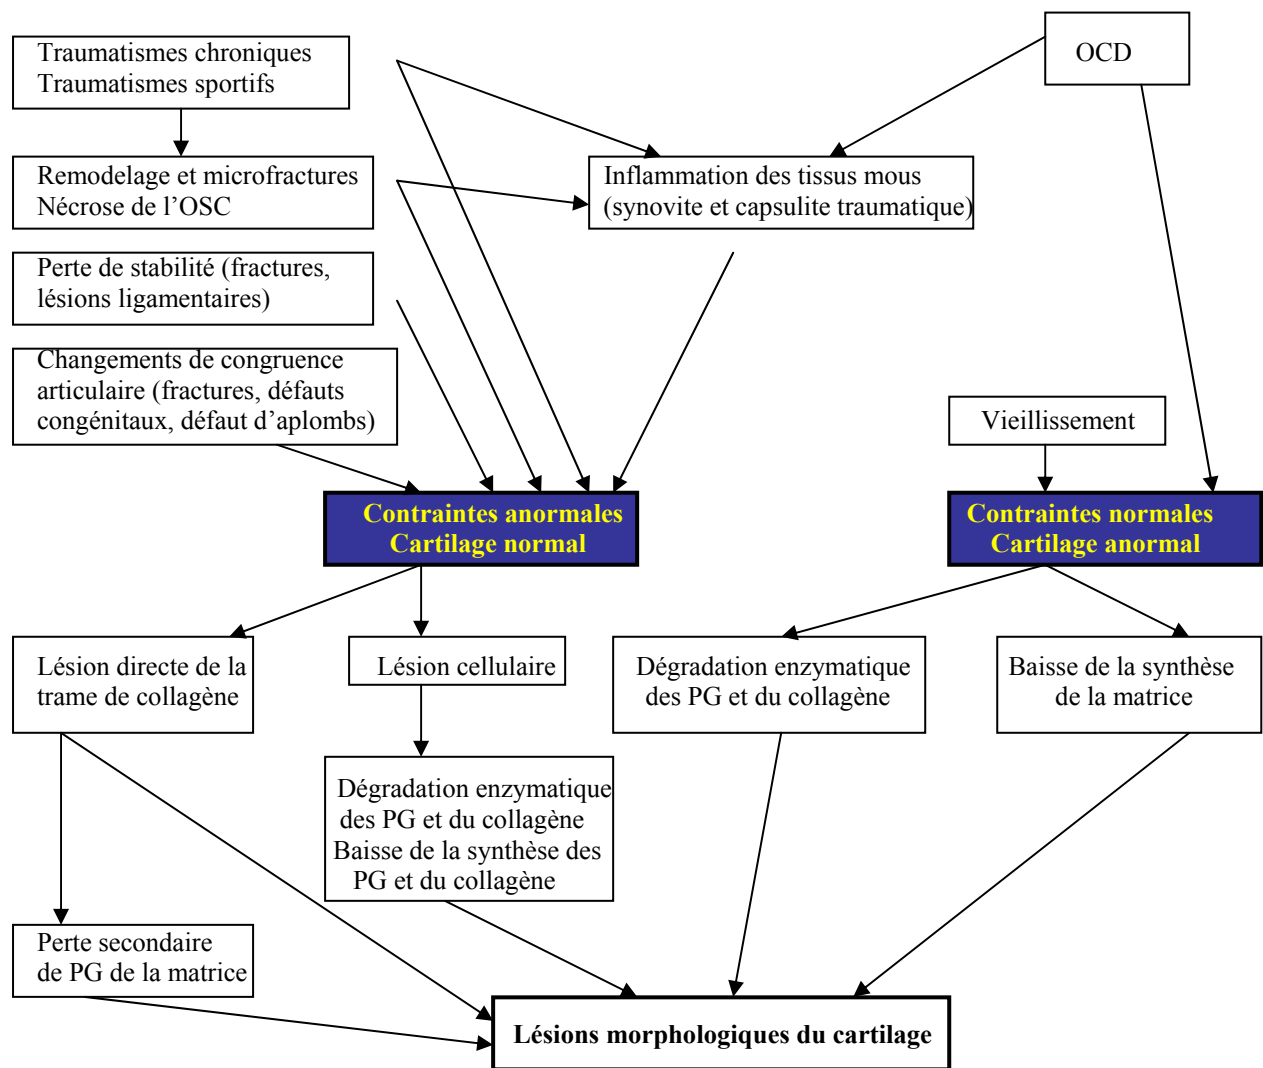 Traumatismes chroniques
Traumatismes sportifs
OCD
Remodelage et microfractures
Nécrose de l’OSC
Inflammation des tissus mous
(synovite et capsulite traumatique)
Perte de stabilité (fractures,
lésions ligamentaires)
Changements de congruence
articulaire (fractures, défauts
congénitaux, défaut d’aplombs)
Vieillissement
Contraintes anormales
Cartilage normal
Contraintes normales
Cartilage anormal
Lésion directe de la
trame de collagène
Lésion cellulaire
Dégradation enzymatique
des PG et du collagène
Baisse de la synthèse
de la matrice
Dégradation enzymatique
des PG et du collagène
Baisse de la synthèse des
PG et du collagène
Perte secondaire
de PG de la matrice
Lésions morphologiques du cartilage